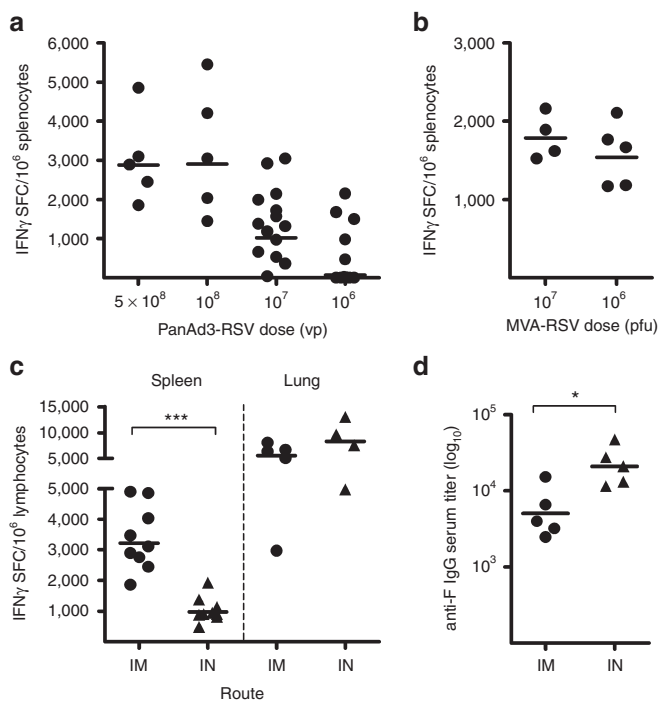 a
IFNγ SFC/10⁶ splenocytes
6,000
5,000
4,000
3,000
2,000
1,000
5 × 10⁸ 10⁸ 10⁷ 10⁶
PanAd3-RSV dose (vp)
b
IFNγ SFC/10⁶ splenocytes
3,000
2,000
1,000
10⁷ 10⁶
MVA-RSV dose (pfu)
c
Spleen Lung
IFNγ SFC/10⁶ lymphocytes
15,000
10,000
5,000
5,000
4,000
3,000
2,000
1,000
***
IM IN IM IN
Route
d
anti-F IgG serum titer (log₁₀)
*
10⁵
10⁴
10³
IM IN